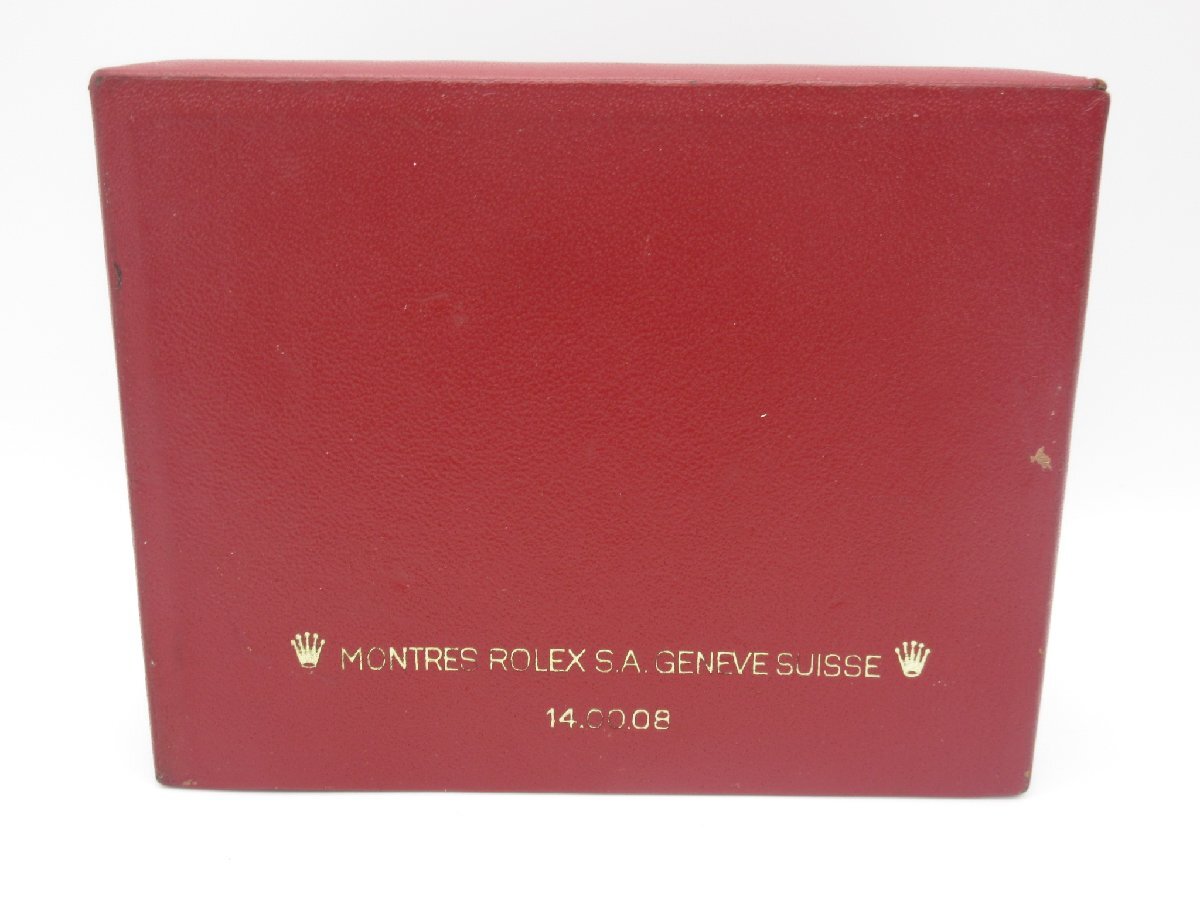 MONTRES ROLEX S.A. GENEVE SUISSE
14.00.08